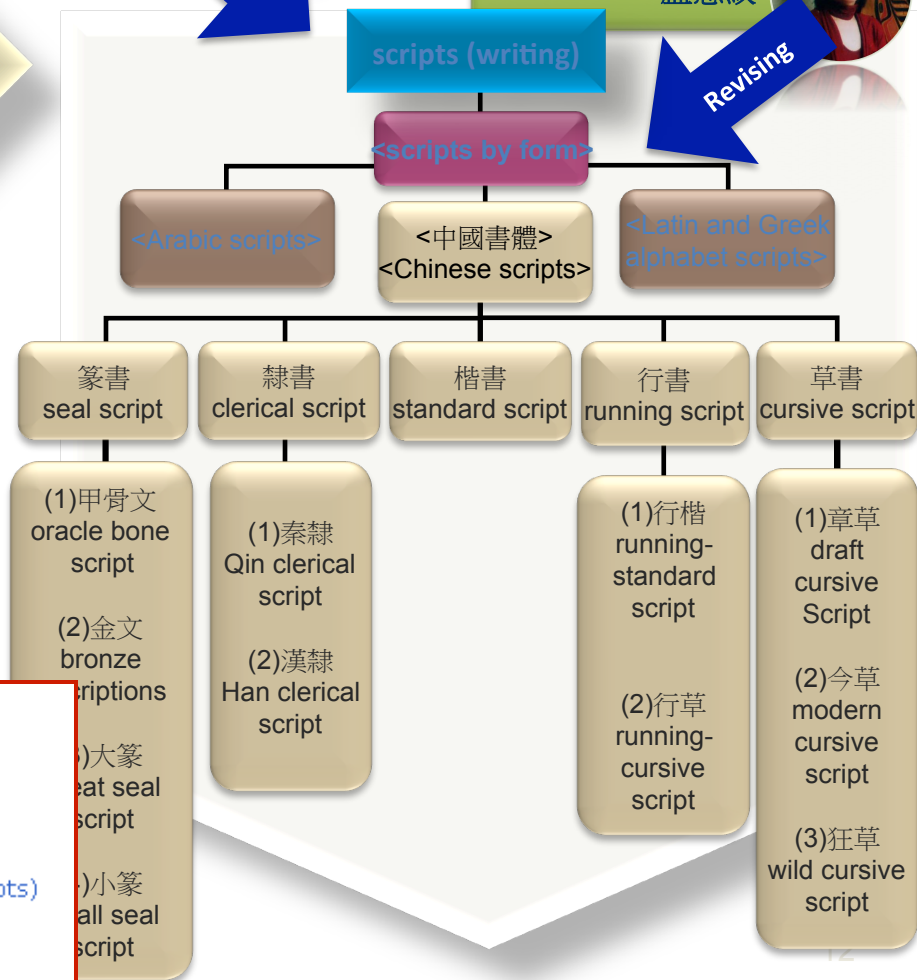 Revising
scripts (writing)
<scripts by form>
<Arabic scripts>
<中國書體>
<Chinese scripts>
<Latin and Greek
alphabet scripts>
篆書
seal script
隸書
clerical script
楷書
standard script
行書
running script
草書
cursive script
(1)甲骨文
oracle bone
script
(2)金文
bronze
criptions
)大篆
eat seal
script
)小篆
all seal
script
(1)秦隸
Qin clerical
script
(2)漢隸
Han clerical
script
(1)行楷
running-
standard
script
(2)行草
running-
cursive
script
(1)章草
draft
cursive
Script
(2)今草
modern
cursive
script
(3)狂草
wild cursive
script
pts)
12